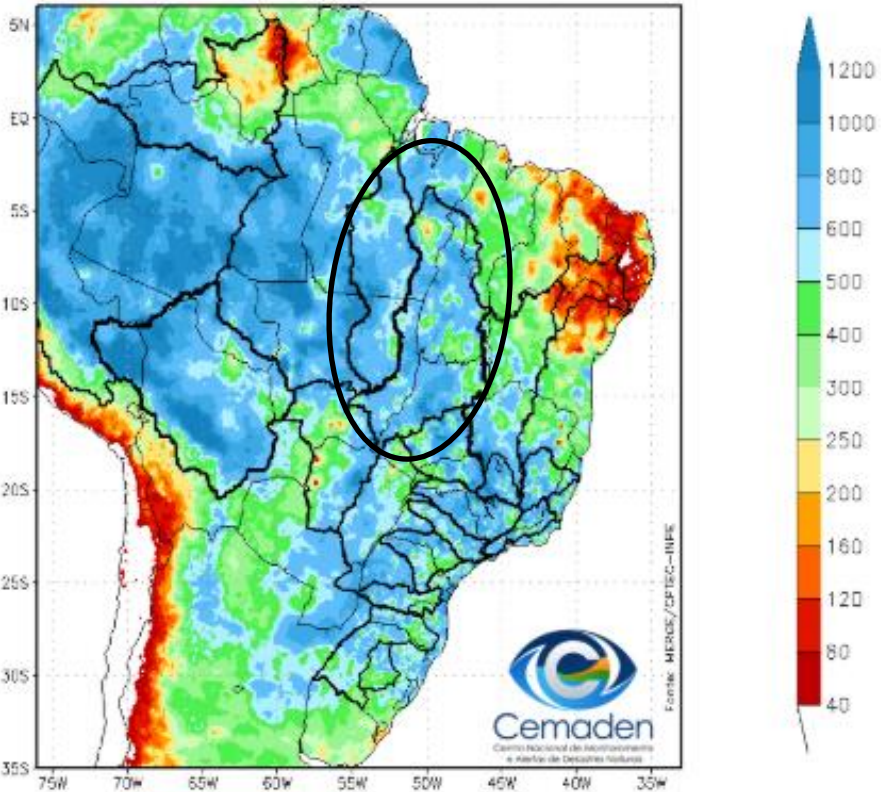 5N
EQ
5S
10S
15S
20S
25S
30S
35S
75W
70W
65W
60W
55W
50W
45W
40W
35W
1200
1000
800
600
500
400
300
250
200
160
120
80
40
Fonte: MERGE/CPTEC-INPE
Cemaden
Centro Nacional de Monitoramento
e Alertas de Desastres Naturais